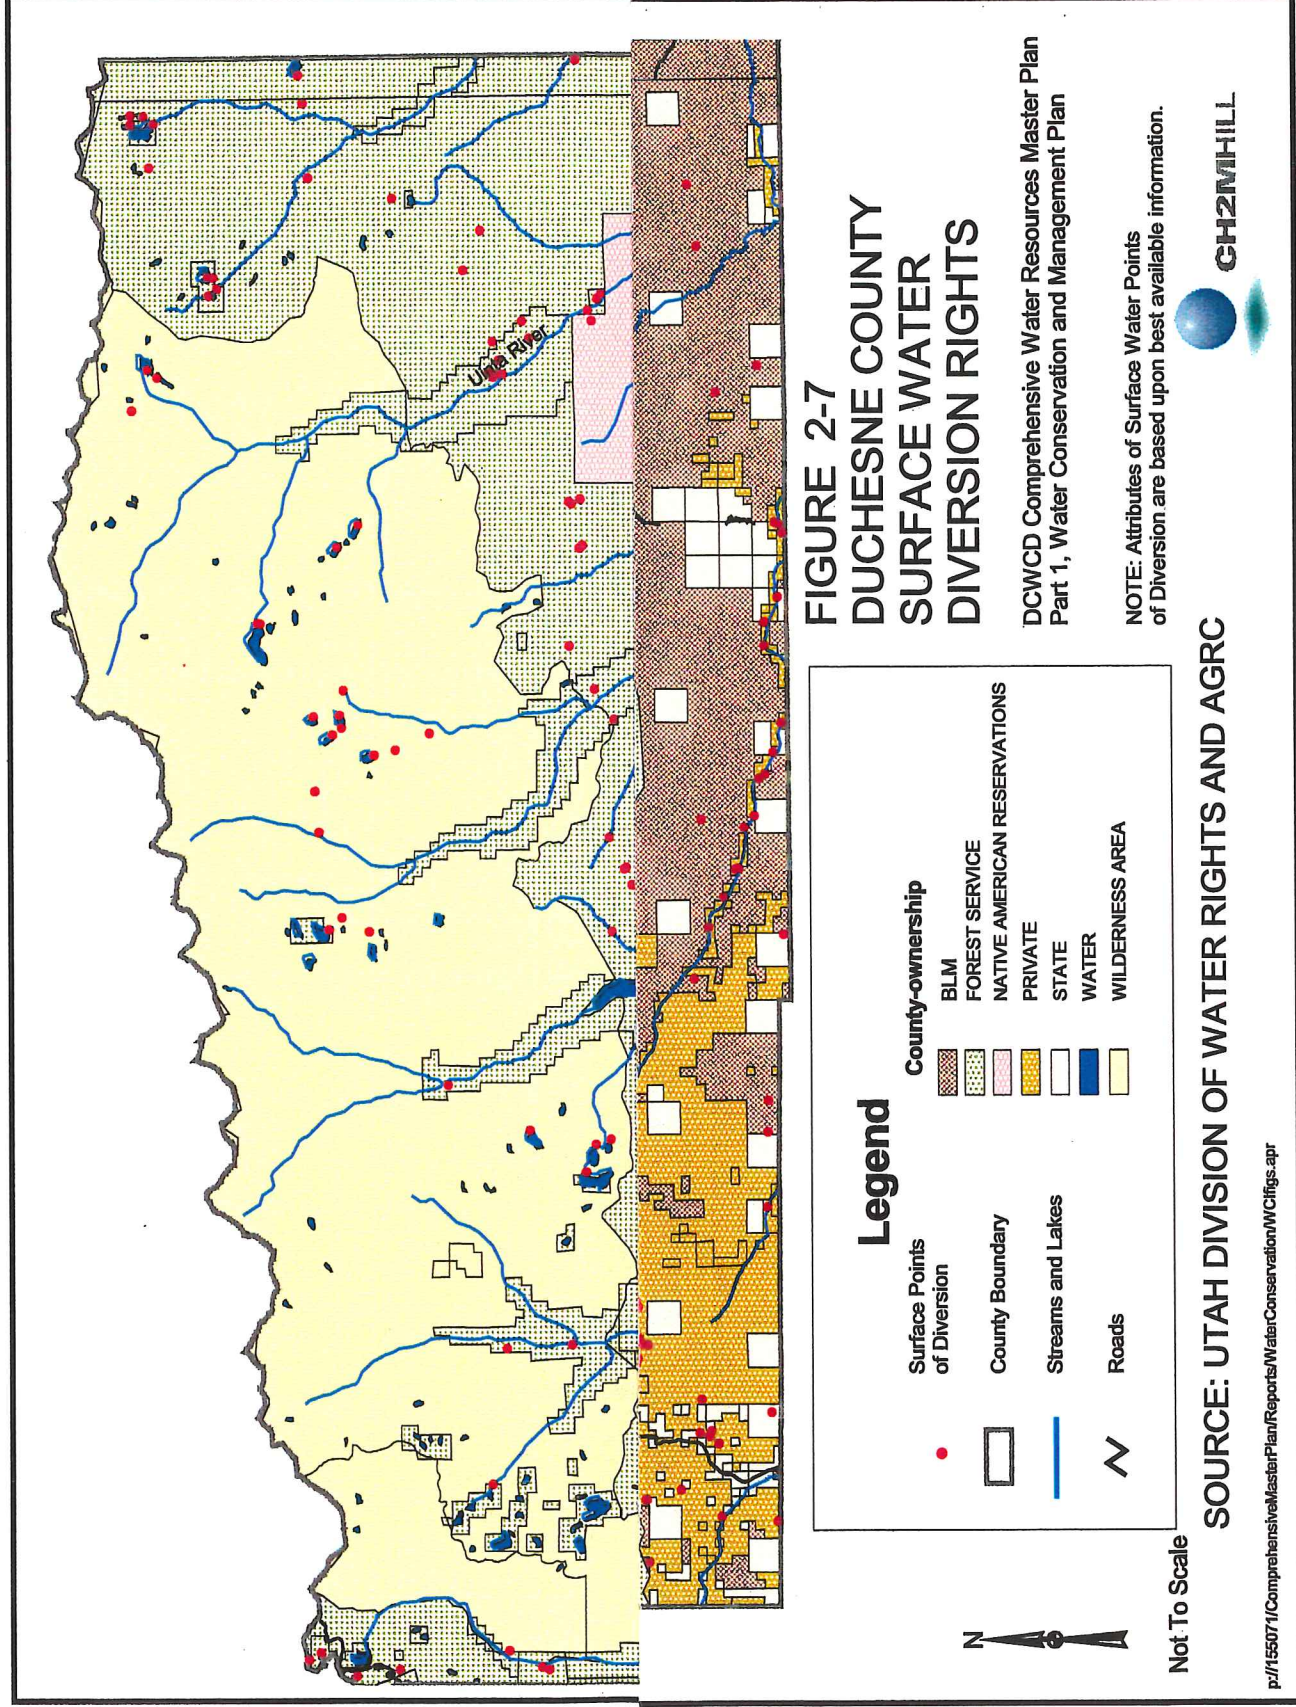 Uinta River
FIGURE 2-7
DUCHESNE COUNTY
SURFACE WATER
DIVERSION RIGHTS
DCWCD Comprehensive Water Resources Master Plan
Part 1, Water Conservation and Management Plan
NOTE: Attributes of Surface Water Points
of Diversion are based upon best available information.
CH2MHILL
Legend
Surface Points
of Diversion
County Boundary
Streams and Lakes
Roads
County-ownership
BLM
FOREST SERVICE
NATIVE AMERICAN RESERVATIONS
PRIVATE
STATE
WATER
WILDERNESS AREA
N
Not To Scale
SOURCE: UTAH DIVISION OF WATER RIGHTS AND AGRC
p://155071/ComprehensiveMasterPlan/Reports/WaterConservation/WCIfigs.apr